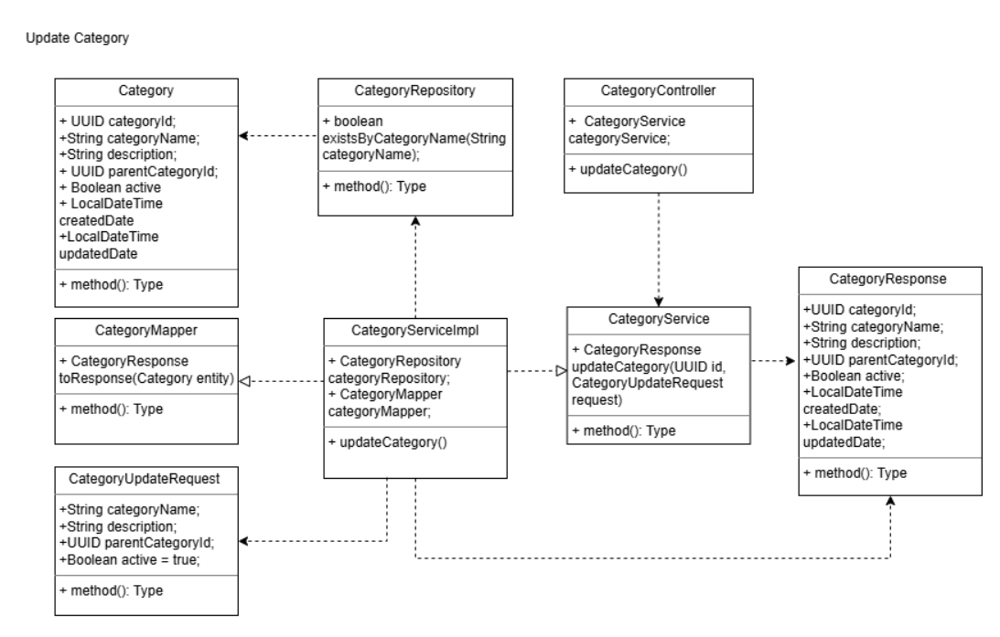 Update Category
Category
+ UUID categoryId;
+String categoryName;
+String description;
+ UUID parentCategoryId;
+ Boolean active
+ LocalDateTime
createdDate
+LocalDateTime
updatedDate
+ method(): Type
CategoryRepository
+ boolean
existsByCategoryName(String
categoryName);
+ method(): Type
CategoryController
+  CategoryService
categoryService;
+ updateCategory()
CategoryMapper
+ CategoryResponse
toResponse(Category entity)
+ method(): Type
CategoryServiceImpl
+ CategoryRepository
categoryRepository;
+ CategoryMapper
categoryMapper;
+ updateCategory()
CategoryService
+ CategoryResponse
updateCategory(UUID id,
CategoryUpdateRequest
request)
+ method(): Type
CategoryResponse
+UUID categoryId;
+String categoryName;
+String description;
+UUID parentCategoryId;
+Boolean active;
+LocalDateTime
createdDate;
+LocalDateTime
updatedDate;
+ method(): Type
CategoryUpdateRequest
+String categoryName;
+String description;
+UUID parentCategoryId;
+Boolean active = true;
+ method(): Type